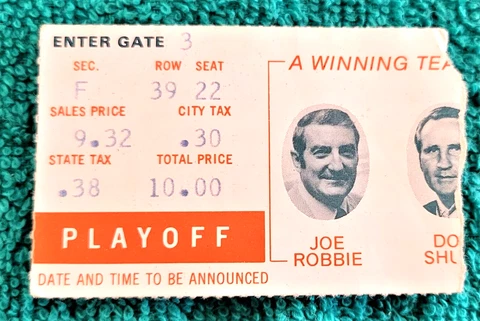 ENTER GATE 3
SEC. ROW SEAT
F 39 22
SALES PRICE CITY TAX
9.32 .30
STATE TAX TOTAL PRICE
.38 10.00
PLAYOFF
DATE AND TIME TO BE ANNOUNCED
A WINNING TEA
JOE
ROBBIE
DO
SHU